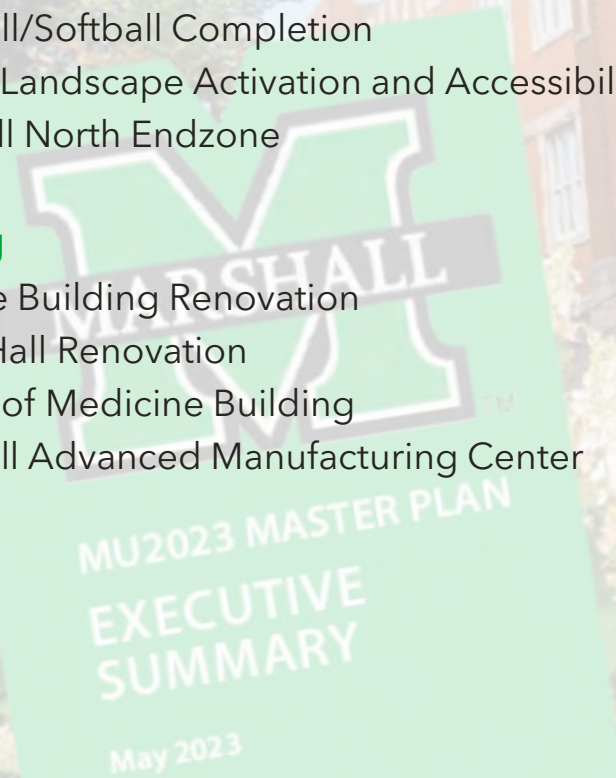 ll/Softball Completion
Landscape Activation and Accessibil
ll North Endzone
g
e Building Renovation
Hall Renovation
of Medicine Building
ll Advanced Manufacturing Center
MARSHALL
TM
MU2023 MASTER PLAN
EXECUTIVE
SUMMARY
May 2023